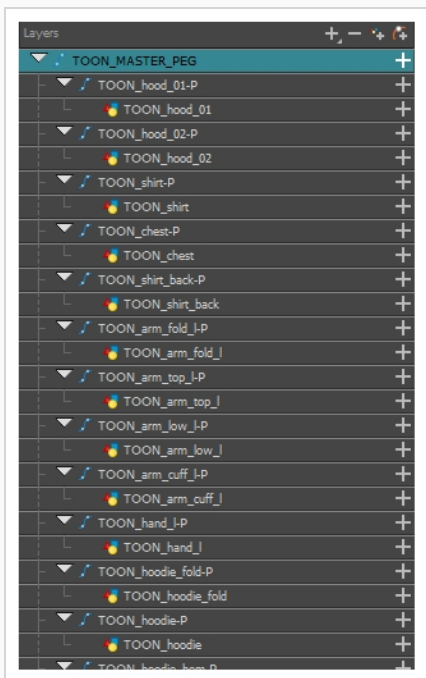 Layers
TOON_MASTER_PEG
TOON_hood_01-P
TOON_hood_01
TOON_hood_02-P
TOON_hood_02
TOON_shirt-P
TOON_shirt
TOON_chest-P
TOON_chest
TOON_shirt_back-P
TOON_shirt_back
TOON_arm_fold_l-P
TOON_arm_fold_l
TOON_arm_top_l-P
TOON_arm_top_l
TOON_arm_low_l-P
TOON_arm_low_l
TOON_arm_cuff_l-P
TOON_arm_cuff_l
TOON_hand_l-P
TOON_hand_l
TOON_hoodie_fold-P
TOON_hoodie_fold
TOON_hoodie-P
TOON_hoodie
TOON_hoodie_hem-P